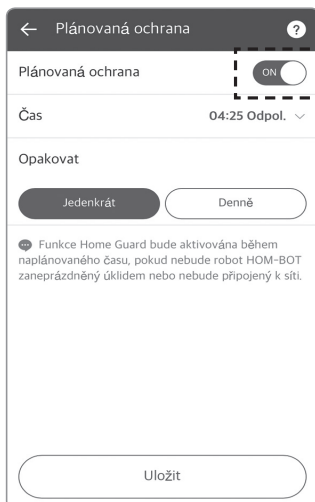 ← Plánovaná ochrana ?
Plánovaná ochrana ON
Čas 04:25 Odpol.
Opakovat
Jedenkrát Denně
Funkce Home Guard bude aktivována během
naplánovaného času, pokud nebude robot HOM-BOT
zaneprázdněný úklidem nebo nebude připojený k síti.
Uložit